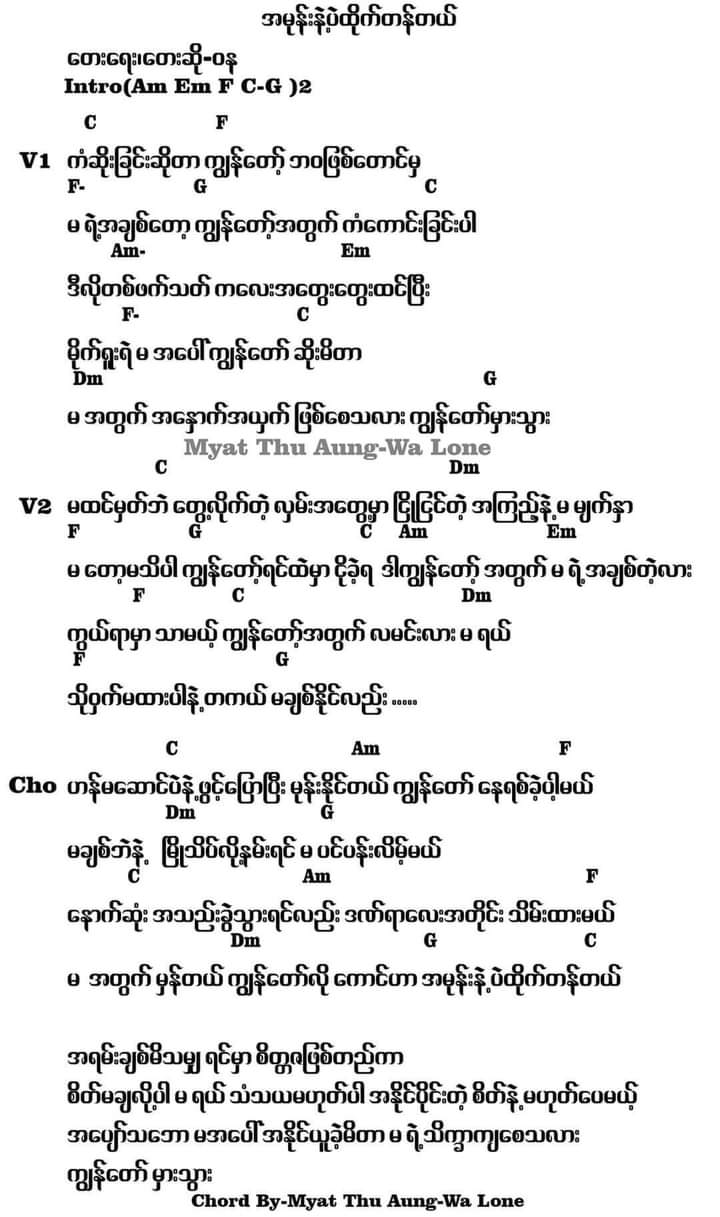 အမုန်းနဲ့ပဲထိုက်တန်တယ်
တေးရေး၊တေးဆို-ဝန
Intro(Am Em F C-G )2
C F
V1 ကံဆိုးခြင်းဆိုတာ ကျွန်တော့် ဘဝဖြစ်တောင်မှ
F- G C
မ ရဲ့အချစ်တော့ ကျွန်တော့်အတွက် ကံကောင်းခြင်းပါ
Am- Em
ဒီလိုတစ်ဖက်သတ် ကလေးအတွေးတွေးထင်ပြီး
F- C
မိုက်ရူးရဲ မ အပေါ် ကျွန်တော် ဆိုးမိတာ
Dm G
မ အတွက် အနှောက်အယှက် ဖြစ်စေသလား ကျွန်တော်မှားသွား
Myat Thu Aung-Wa Lone
C Dm
V2 မထင်မှတ်ဘဲ တွေ့လိုက်တဲ့ လှမ်းအတွေ့မှာ ငြိုငြင်တဲ့ အကြည့်နဲ့ မ မျက်နှာ
F G C Am Em
မ တော့မသိပါ ကျွန်တော့်ရင်ထဲမှာ ငိုခဲ့ရ ဒါကျွန်တော့် အတွက် မ ရဲ့ အချစ်တဲ့လား
F C Dm
ကွယ်ရာမှာ သာမယ့် ကျွန်တော့်အတွက် လမင်းလား မ ရယ်
F G
သိုဝှက်မထားပါနဲ့ တကယ် မချစ်နိုင်လည်း .....
C Am F
Cho ဟန်မဆောင်ပဲနဲ့ ဖွင့်ပြောပြီး မုန်းနိုင်တယ် ကျွန်တော် နေရစ်ခဲ့ပါ့မယ်
Dm G
မချစ်ဘဲနဲ့ မြိုသိပ်လို့နမ်းရင် မ ပင်ပန်းလိမ့်မယ်
C Am F
နောက်ဆုံး အသည်းခွဲသွားရင်လည်း ဒဏ်ရာလေးအတိုင်း သိမ်းထားမယ်
Dm G C
မ အတွက် မှန်တယ် ကျွန်တော်လို ကောင်ဟာ အမုန်းနဲ့ ပဲထိုက်တန်တယ်
အရမ်းချစ်မိသမျှ ရင်မှာ စိတ္တဇဖြစ်တည်ကာ
စိတ်မချလို့ပါ မ ရယ် သံသယမဟုတ်ပါ အနိုင်ပိုင်းတဲ့ စိတ်နဲ့ မဟုတ်ပေမယ့်
အပျော်သဘော မအပေါ် အနိုင်ယူခဲ့မိတာ မ ရဲ့ သိက္ခာကျစေသလား
ကျွန်တော် မှားသွား
Chord By-Myat Thu Aung-Wa Lone